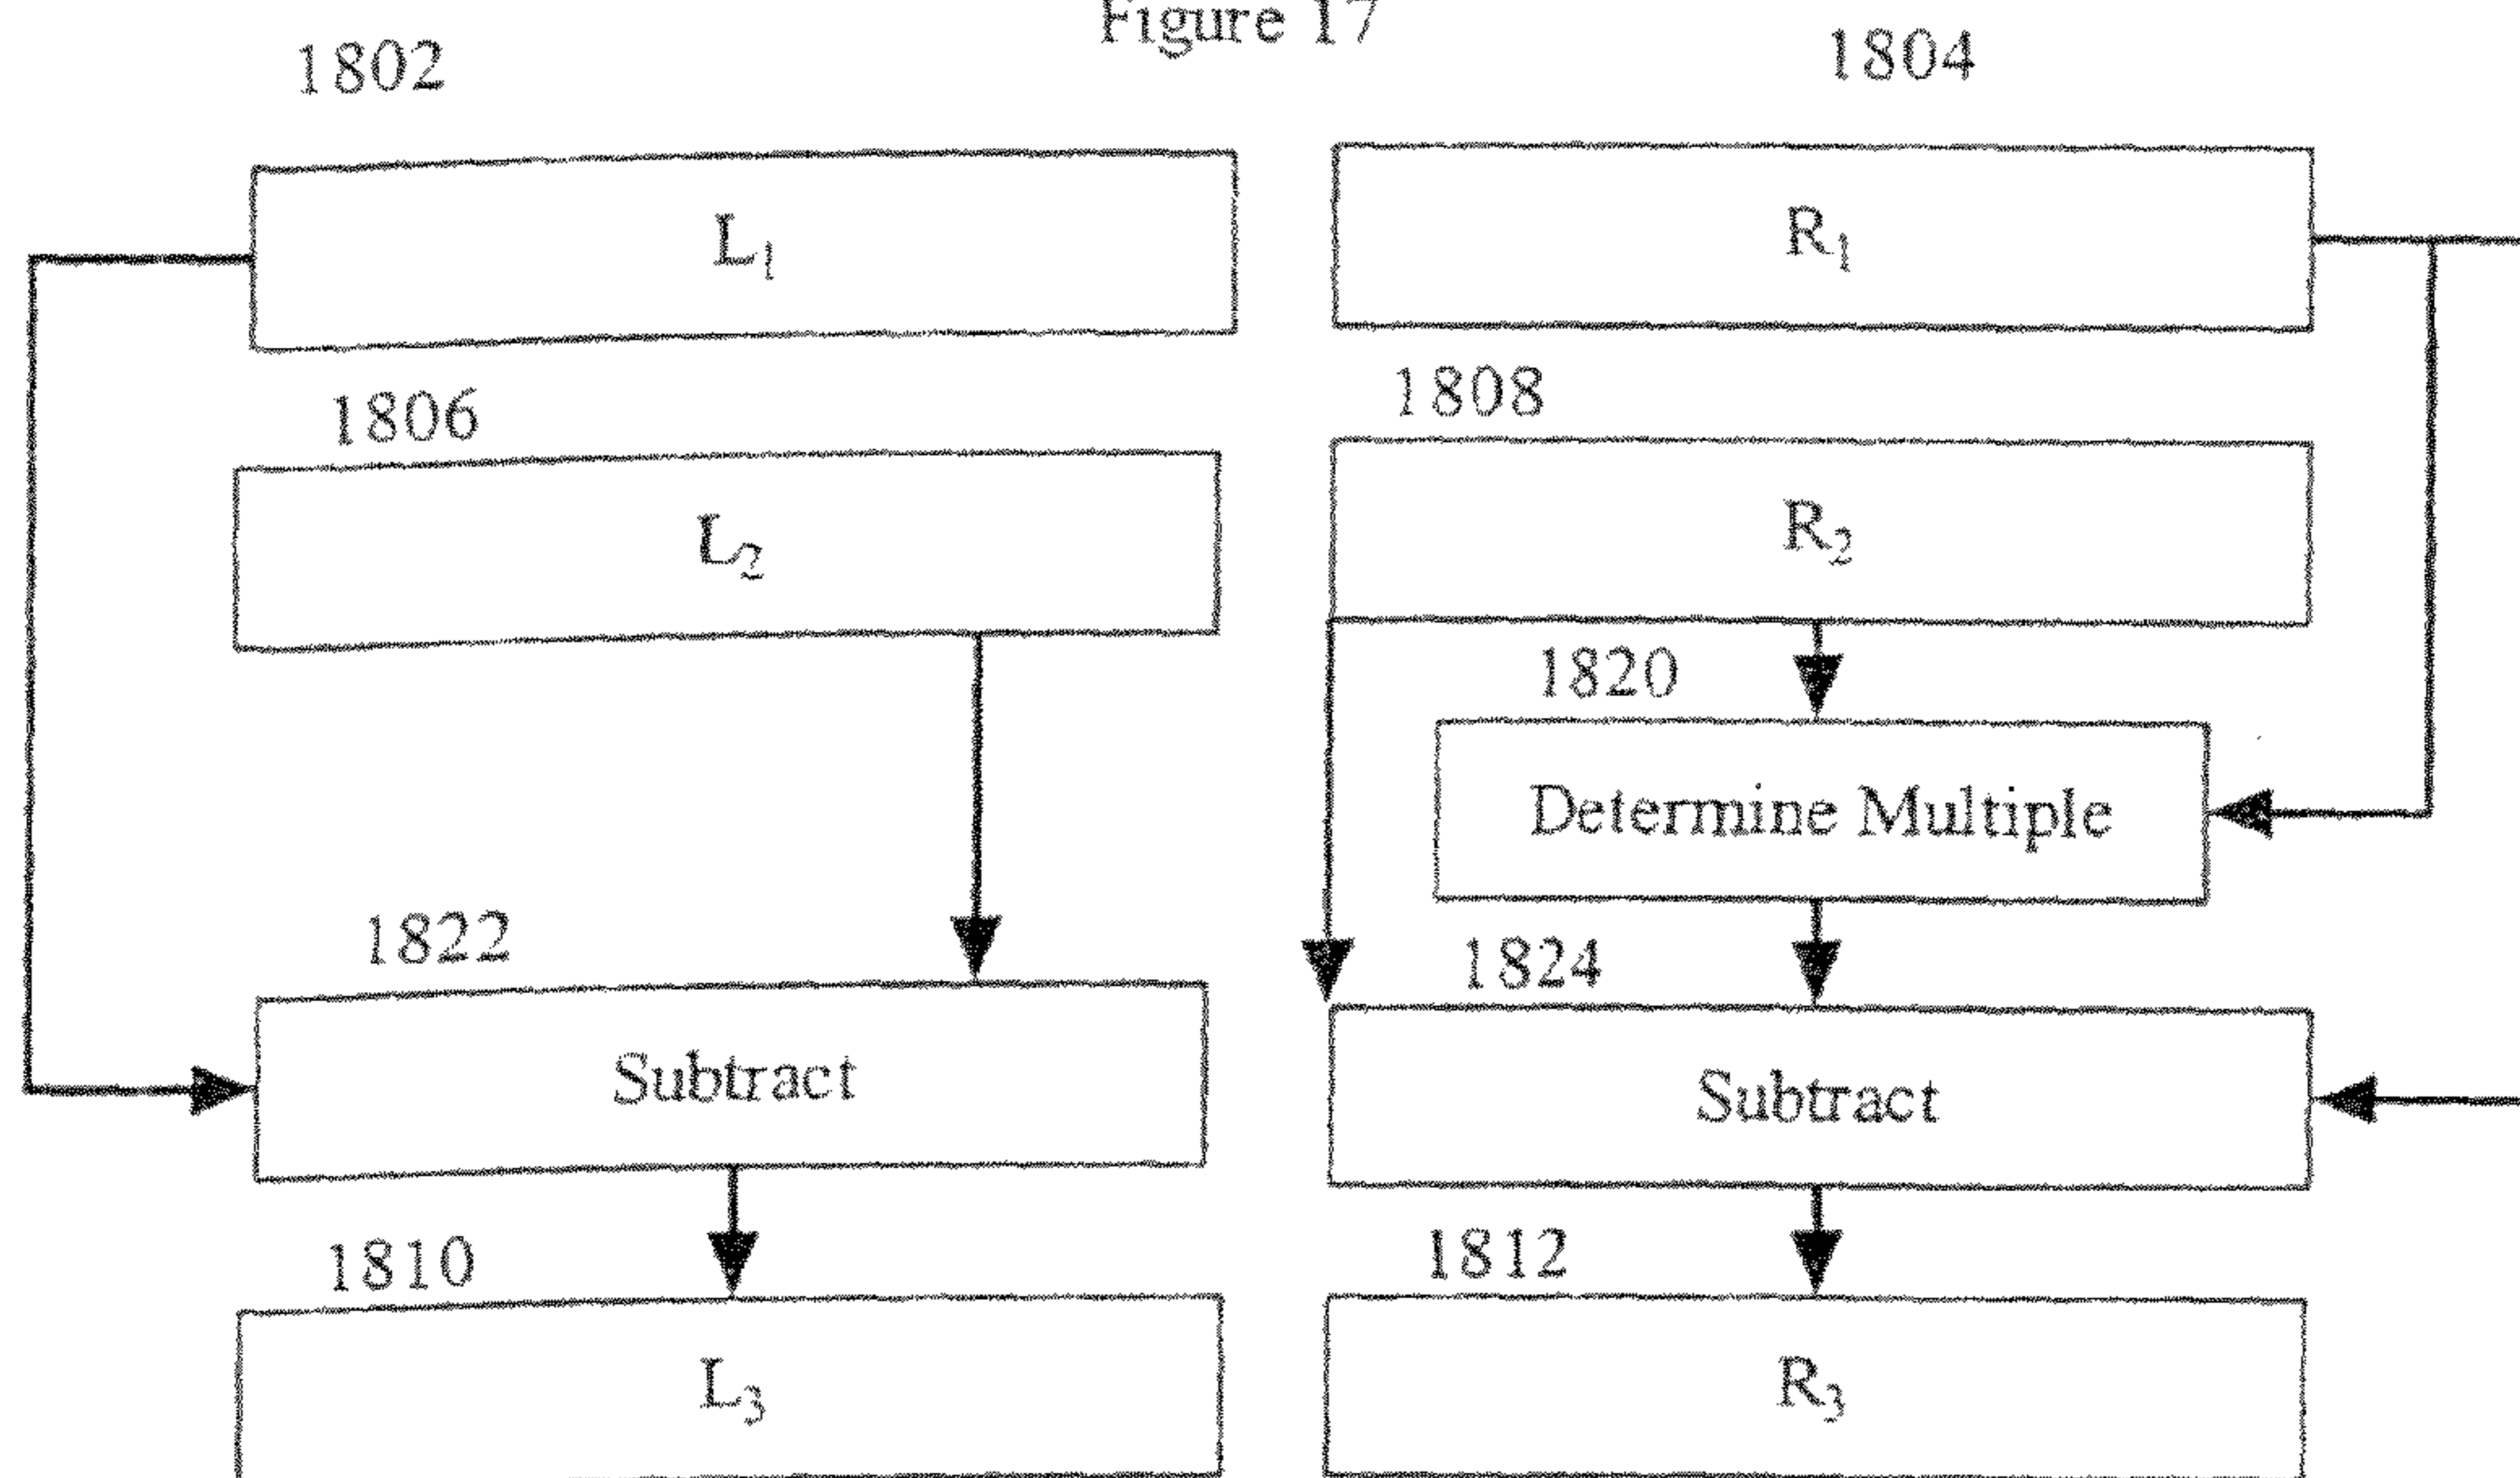 Figure 17
1802
1804
L₁
R₁
1806
1808
L₂
R₂
1820
Determine Multiple
1822
1824
Subtract
Subtract
1810
1812
L₃
R₃